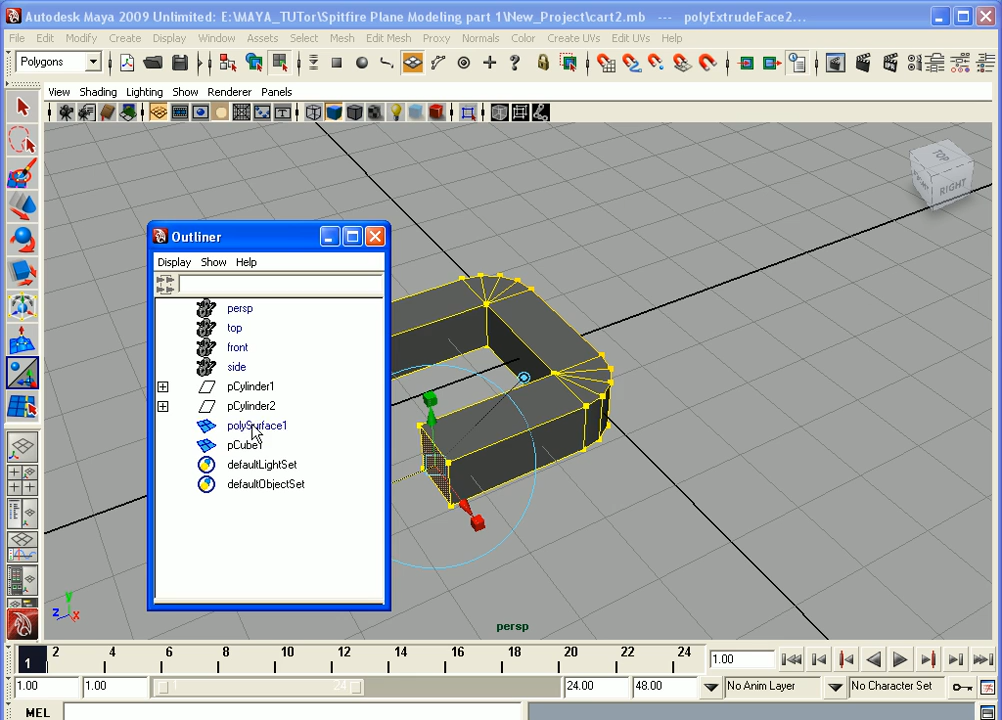 Autodesk Maya 2009 Unlimited: E:\MAYA_TUTor\Spitfire Plane Modeling part 1\New_Project\cart2.mb --- polyExtrudeFace2...
File Edit Modify Create Display Window Assets Select Mesh Edit Mesh Proxy Normals Color Create UVs Edit UVs Help
Polygons
View Shading Lighting Show Renderer Panels
TOP
RIGHT
Outliner
Display Show Help
persp
top
front
side
pCylinder1
pCylinder2
polySurface1
pCube1
defaultLightSet
defaultObjectSet
y
z x
persp
1 2 4 6 8 10 12 14 16 18 20 22 24 1.00
1.00 1.00 1 24 24.00 48.00 No Anim Layer No Character Set
MEL